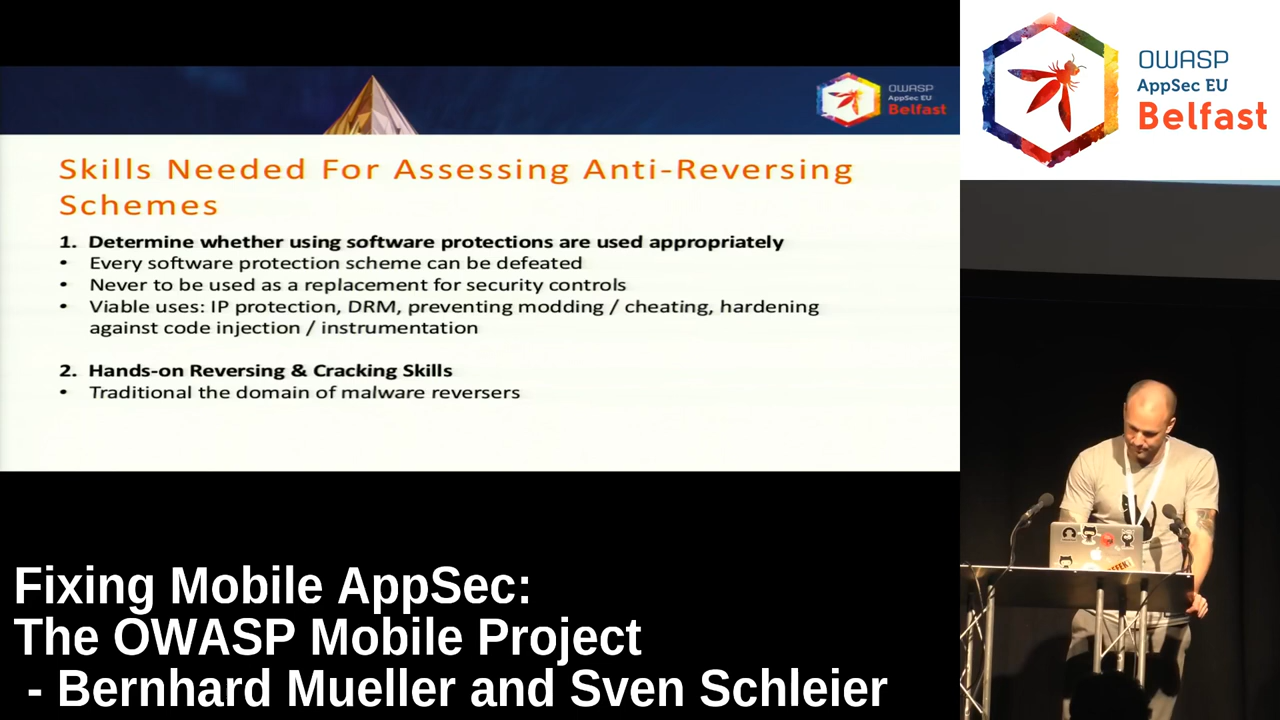 OWASP
AppSec EU
Belfast
Skills Needed For Assessing Anti-Reversing
Schemes
1. Determine whether using software protections are used appropriately
• Every software protection scheme can be defeated
• Never to be used as a replacement for security controls
• Viable uses: IP protection, DRM, preventing modding / cheating, hardening
against code injection / instrumentation
2. Hands-on Reversing & Cracking Skills
• Traditional the domain of malware reversers
OWASP
AppSec EU
Belfast
Fixing Mobile AppSec:
The OWASP Mobile Project
- Bernhard Mueller and Sven Schleier